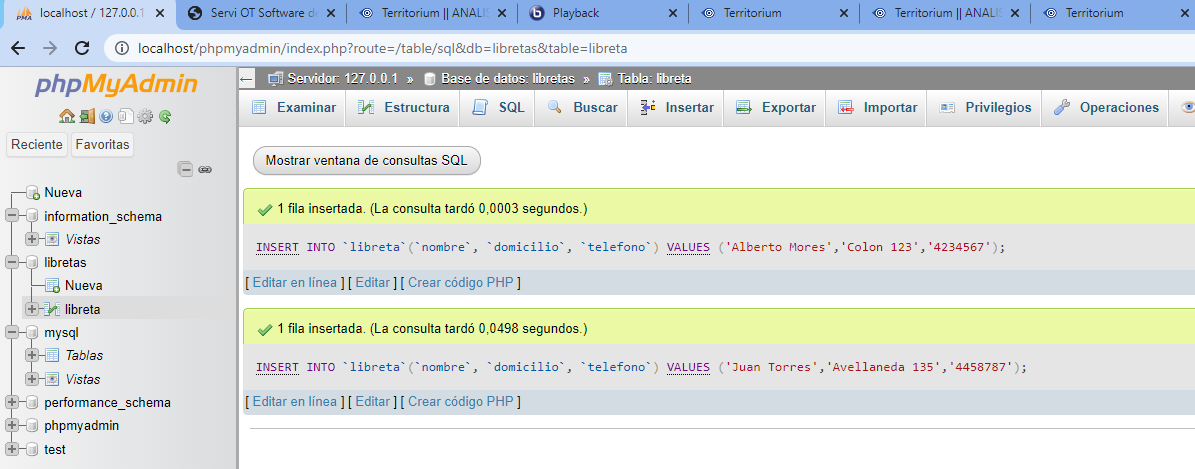 localhost / 127.0.0.1
Servi OT Software de
Territorium || ANALIS
Playback
Territorium
Territorium || ANALIS
Territorium
localhost/phpmyadmin/index.php?route=/table/sql&db=libretas&table=libreta
phpMyAdmin
Servidor: 127.0.0.1 » Base de datos: libretas » Tabla: libreta
Examinar Estructura SQL Buscar Insertar Exportar Importar Privilegios Operaciones
Reciente Favoritas
Mostrar ventana de consultas SQL
Nueva
information_schema
Vistas
libretas
Nueva
libreta
mysql
Tablas
Vistas
performance_schema
phpmyadmin
test
1 fila insertada. (La consulta tardó 0,0003 segundos.)
INSERT INTO `libreta`(`nombre`, `domicilio`, `telefono`) VALUES ('Alberto Mores','Colon 123','4234567');
[ Editar en línea ] [ Editar ] [ Crear código PHP ]
1 fila insertada. (La consulta tardó 0,0498 segundos.)
INSERT INTO `libreta`(`nombre`, `domicilio`, `telefono`) VALUES ('Juan Torres','Avellaneda 135','4458787');
[ Editar en línea ] [ Editar ] [ Crear código PHP ]